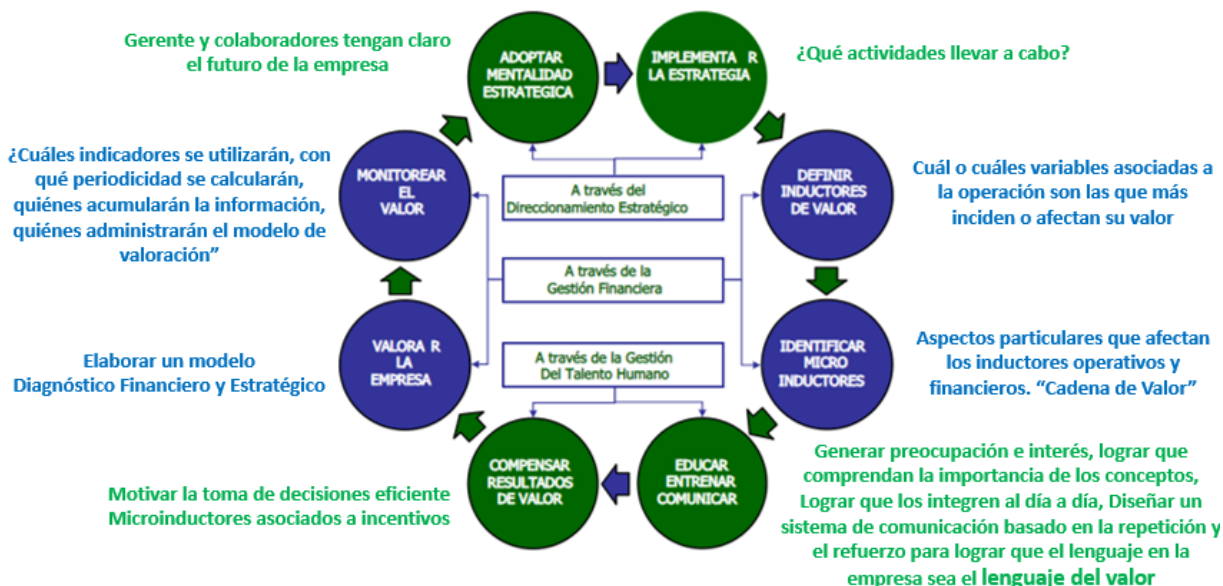 Gerente y colaboradores tengan claro
el futuro de la empresa
ADOPTAR
MENTALIDAD
ESTRATEGICA
IMPLEMENTA R
LA ESTRATEGIA
¿Qué actividades llevar a cabo?
¿Cuáles indicadores se utilizarán, con
qué periodicidad se calcularán,
quiénes acumularán la información,
quiénes administrarán el modelo de
valoración”
MONITOREAR
EL
VALOR
A través del
Direccionamiento Estratégico
DEFINIR
INDUCTORES
DE VALOR
Cuál o cuáles variables asociadas a
la operación son las que más
inciden o afectan su valor
A través de la
Gestión Financiera
Elaborar un modelo
Diagnóstico Financiero y Estratégico
VALORA R
LA
EMPRESA
A través de la Gestión
Del Talento Humano
IDENTIFICAR
MICRO
INDUCTORES
Aspectos particulares que afectan
los inductores operativos y
financieros. “Cadena de Valor”
Motivar la toma de decisiones eficiente
Microinductores asociados a incentivos
COMPENSAR
RESULTADOS
DE VALOR
EDUCAR
ENTRENAR
COMUNICAR
Generar preocupación e interés, lograr que
comprendan la importancia de los conceptos,
Lograr que los integren al día a día, Diseñar un
sistema de comunicación basado en la repetición y
el refuerzo para lograr que el lenguaje en la
empresa sea el lenguaje del valor